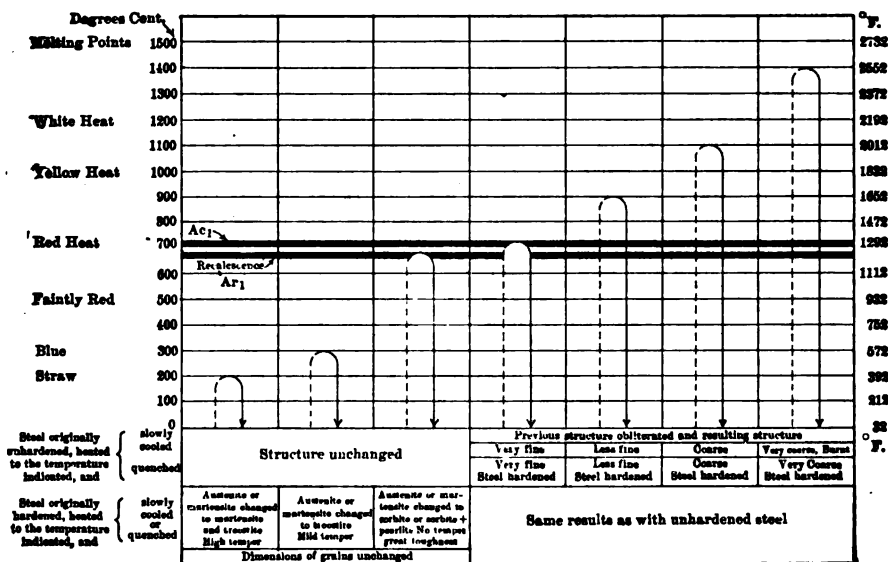 Degrees Cent.
°F.
Melting Points 1500 2732
1400 2552
1300 2372
White Heat 1200 2192
1100 2012
Yellow Heat 1000 1832
900 1652
800 1472
Ac1
Red Heat 700 1292
Recalescence
Ar1
600 1112
Faintly Red 500 932
400 752
Blue 300 572
Straw 200 392
100 212
0 32
°F.
Steel originally
unhardened, heated
to the temperature
indicated, and
slowly
cooled
quenched
Structure unchanged
Previous structure obliterated and resulting structure
Very fine Less fine Coarse Very coarse, Burnt
Very fine Less fine Coarse Very Coarse
Steel hardened Steel hardened Steel hardened Steel hardened
Steel originally
hardened, heated
to the temperature
indicated, and
slowly
cooled
or
quenched
Austenite or
martensite changed
to martensite
and troostite
High temper
Austenite or
martensite changed
to troostite
Mild temper
Austenite or mar-
tensite changed to
sorbite or sorbite +
pearlite No temper
great toughness
Same results as with unhardened steel
Dimensions of grains unchanged